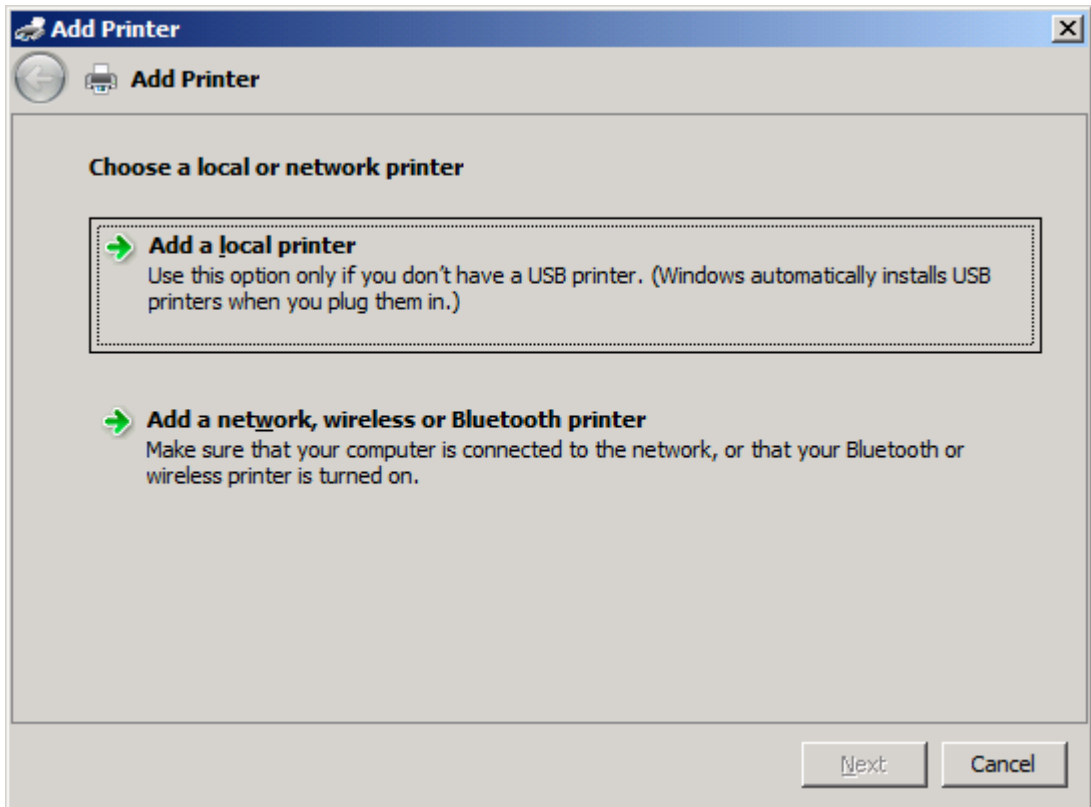 Add Printer
Add Printer
Choose a local or network printer
Add a local printer
Use this option only if you don't have a USB printer. (Windows automatically installs USB
printers when you plug them in.)
Add a network, wireless or Bluetooth printer
Make sure that your computer is connected to the network, or that your Bluetooth or
wireless printer is turned on.
Next
Cancel